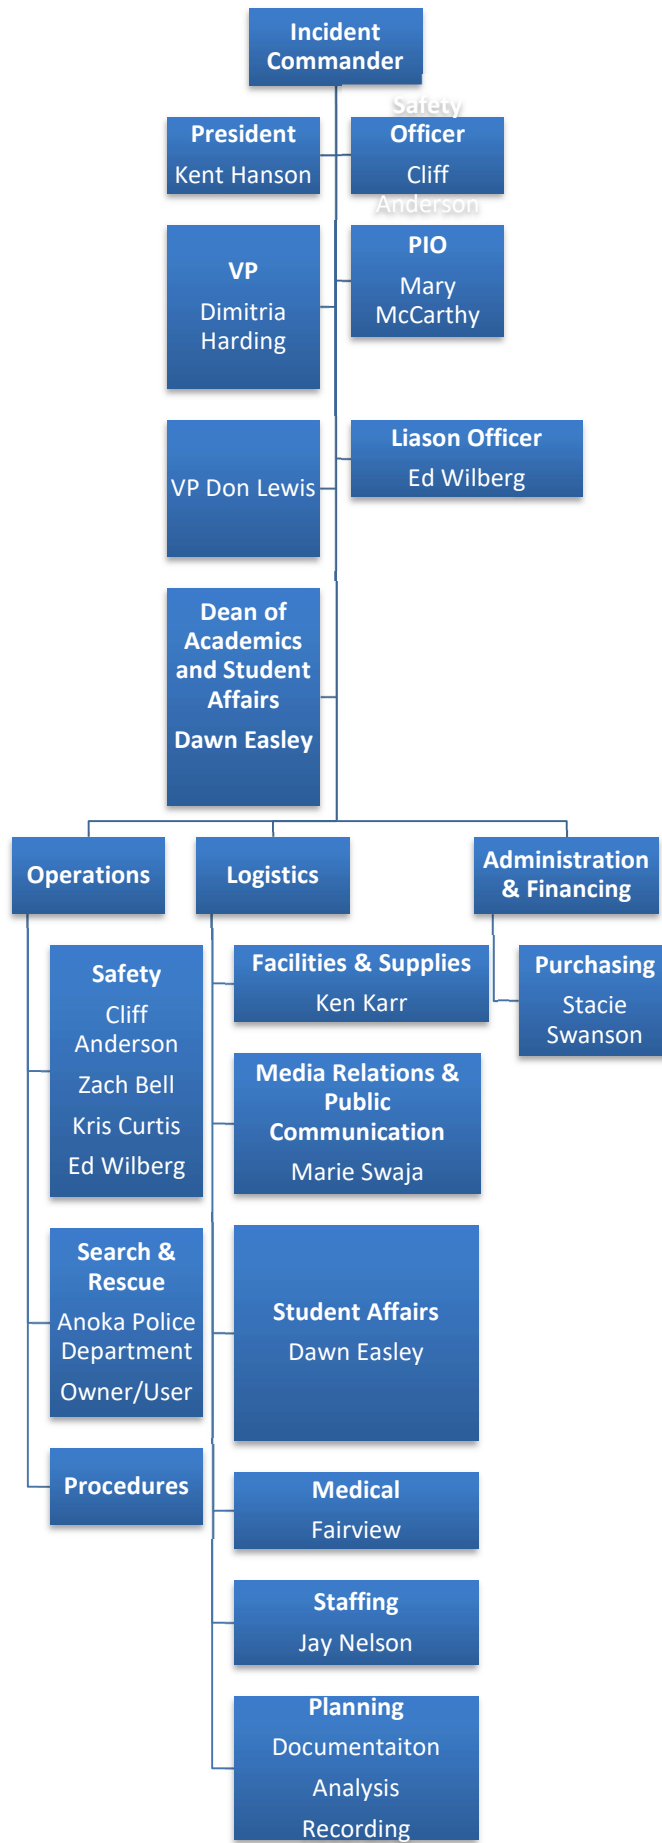 Incident
Commander
President
Kent Hanson
Safety
Officer
Cliff
Anderson
VP
Dimitria
Harding
PIO
Mary
McCarthy
VP Don Lewis
Liason Officer
Ed Wilberg
Dean of
Academics
and Student
Affairs
Dawn Easley
Operations
Logistics
Administration
& Financing
Safety
Cliff
Anderson
Zach Bell
Kris Curtis
Ed Wilberg
Search &
Rescue
Anoka Police
Department
Owner/User
Procedures
Facilities & Supplies
Ken Karr
Media Relations &
Public
Communication
Marie Swaja
Student Affairs
Dawn Easley
Medical
Fairview
Staffing
Jay Nelson
Planning
Documentaiton
Analysis
Recording
Purchasing
Stacie
Swanson